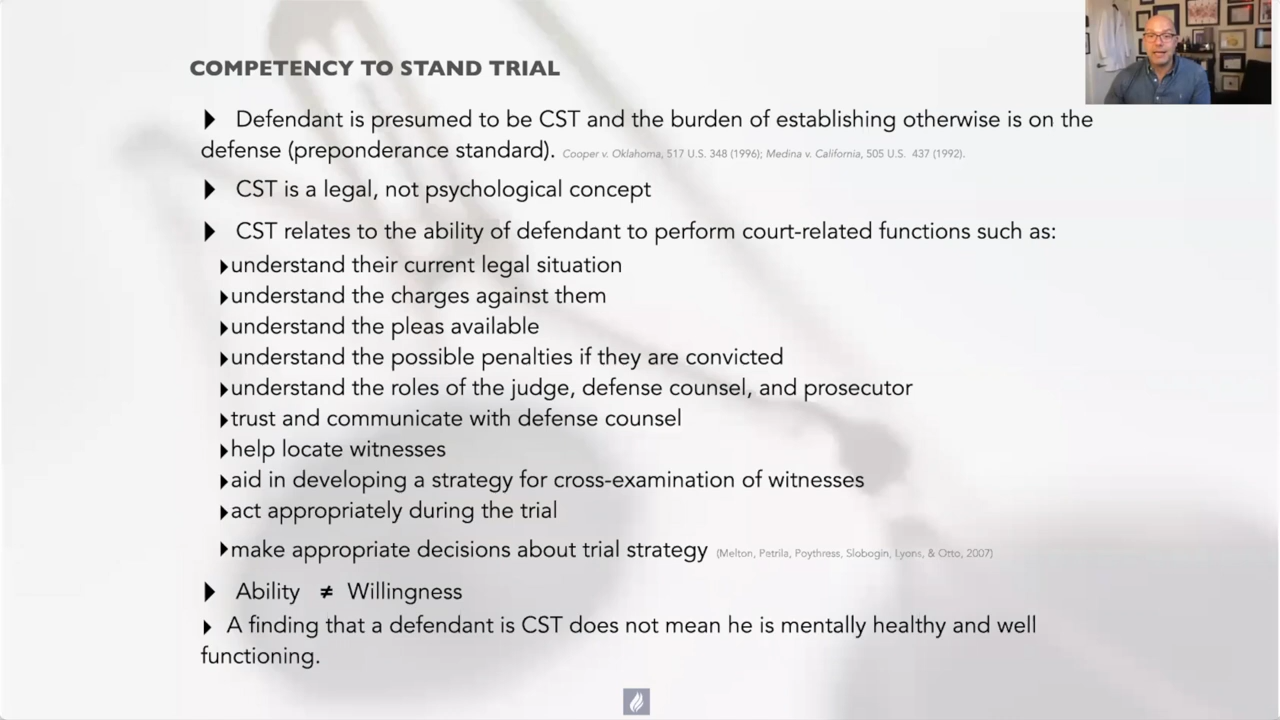 COMPETENCY TO STAND TRIAL
Defendant is presumed to be CST and the burden of establishing otherwise is on the
defense (preponderance standard). Cooper v. Oklahoma, 517 U.S. 348 (1996); Medina v. California, 505 U.S. 437 (1992).
CST is a legal, not psychological concept
CST relates to the ability of defendant to perform court-related functions such as:
understand their current legal situation
understand the charges against them
understand the pleas available
understand the possible penalties if they are convicted
understand the roles of the judge, defense counsel, and prosecutor
trust and communicate with defense counsel
help locate witnesses
aid in developing a strategy for cross-examination of witnesses
act appropriately during the trial
make appropriate decisions about trial strategy (Melton, Petrila, Poythress, Slobogin, Lyons, & Otto, 2007)
Ability ≠ Willingness
A finding that a defendant is CST does not mean he is mentally healthy and well
functioning.